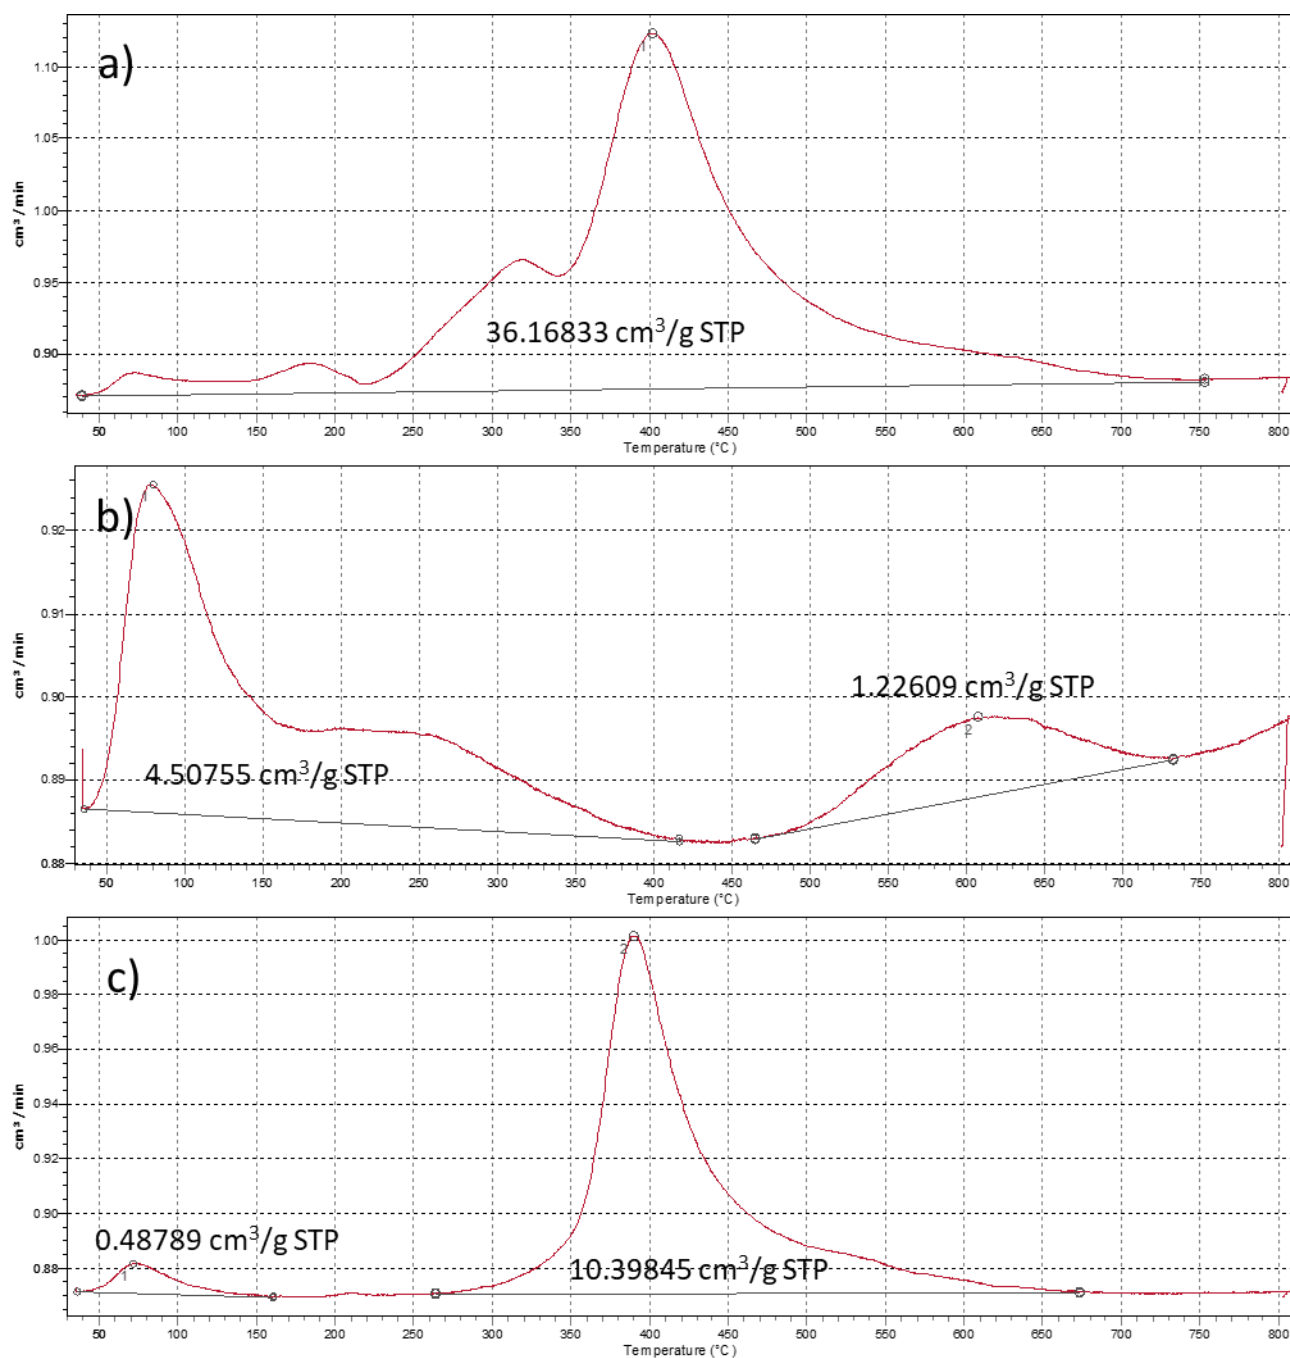 a)
cm³/min
1.10
1.05
1.00
0.95
0.90
1
36.16833 cm³/g STP
50 100 150 200 250 300 350 400 450 500 550 600 650 700 750 800
Temperature (°C)
b)
cm³/min
0.92
0.91
0.90
0.89
0.88
1
2
4.50755 cm³/g STP
1.22609 cm³/g STP
50 100 150 200 250 300 350 400 450 500 550 600 650 700 750 800
Temperature (°C)
c)
cm³/min
1.00
0.98
0.96
0.94
0.92
0.90
0.88
2
1
0.48789 cm³/g STP
10.39845 cm³/g STP
50 100 150 200 250 300 350 400 450 500 550 600 650 700 750 800
Temperature (°C)